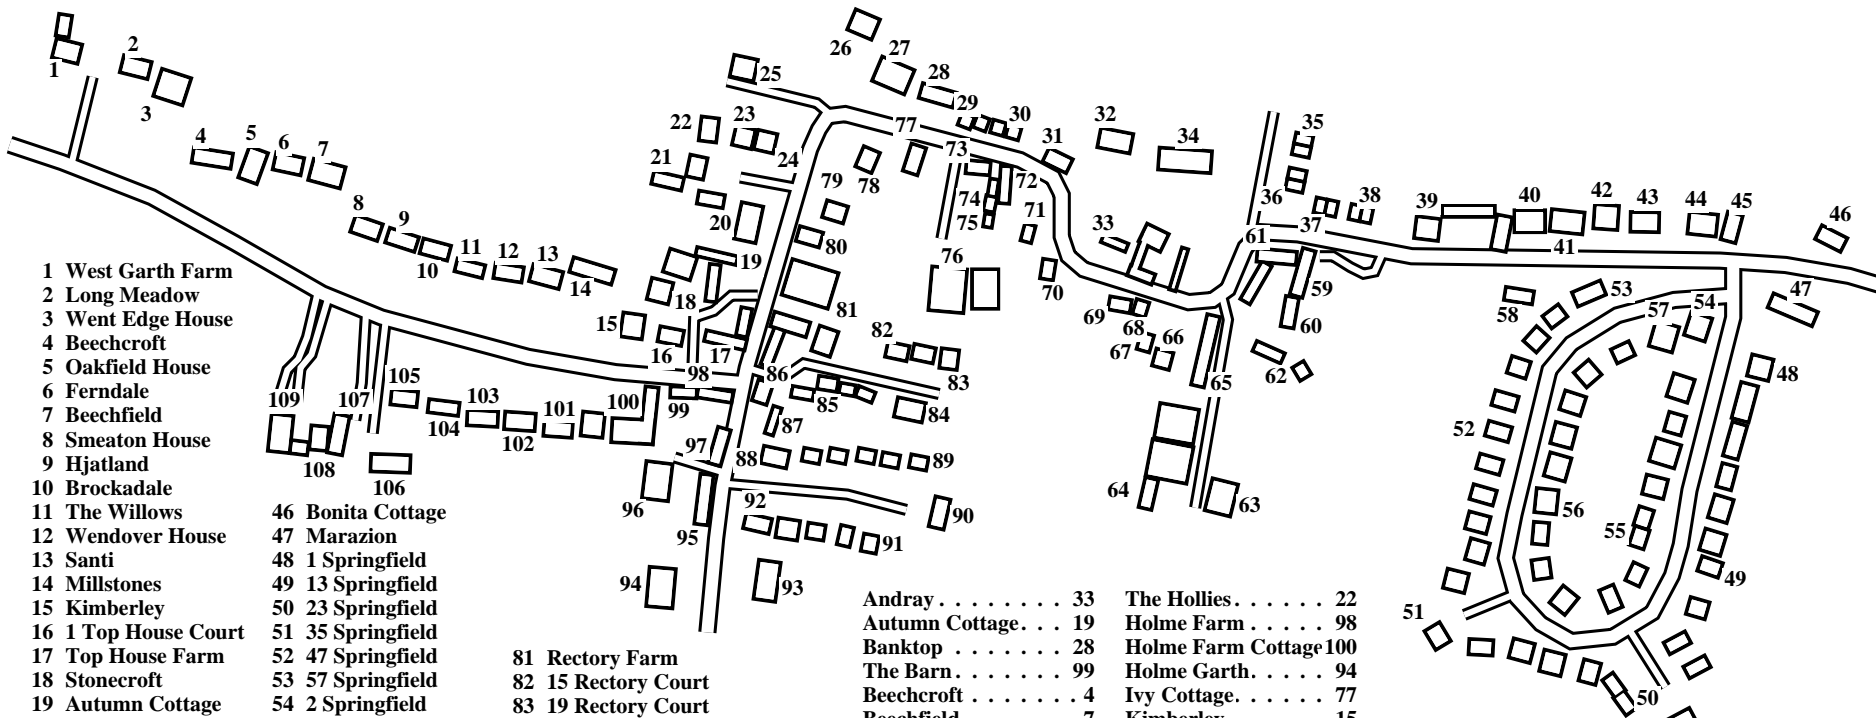 1
2
3
4
5
6
7
8
9
10
11
12
13
14
15
16
17
18
19
20
21
22
23
24
25
26
27
28
29
30
31
32
33
34
35
36
37
38
39
40
41
42
43
44
45
46
47
48
49
50
51
52
53
54
55
56
57
58
59
60
61
62
63
64
65
66
67
68
69
70
71
72
73
74
75
76
77
78
79
80
81
82
83
84
85
86
87
88
89
90
91
92
93
94
95
96
97
98
99
100
101
102
103
104
105
106
107
108
109
1 West Garth Farm
2 Long Meadow
3 Went Edge House
4 Beechcroft
5 Oakfield House
6 Ferndale
7 Beechfield
8 Smeaton House
9 Hjatland
10 Brockadale
11 The Willows
12 Wendover House
13 Santi
14 Millstones
15 Kimberley
16 1 Top House Court
17 Top House Farm
18 Stonecroft
19 Autumn Cottage
46 Bonita Cottage
47 Marazion
48 1 Springfield
49 13 Springfield
50 23 Springfield
51 35 Springfield
52 47 Springfield
53 57 Springfield
54 2 Springfield
81 Rectory Farm
82 15 Rectory Court
83 19 Rectory Court
Andray . . . . . . . . 33
Autumn Cottage . . . 19
Banktop . . . . . . . 28
The Barn . . . . . . . 99
Beechcroft . . . . . . . 4
Beechfield 7
The Hollies . . . . . . 22
Holme Farm . . . . . 98
Holme Farm Cottage 100
Holme Garth . . . . . 94
Ivy Cottage . . . . . . 77
Kimberley 15